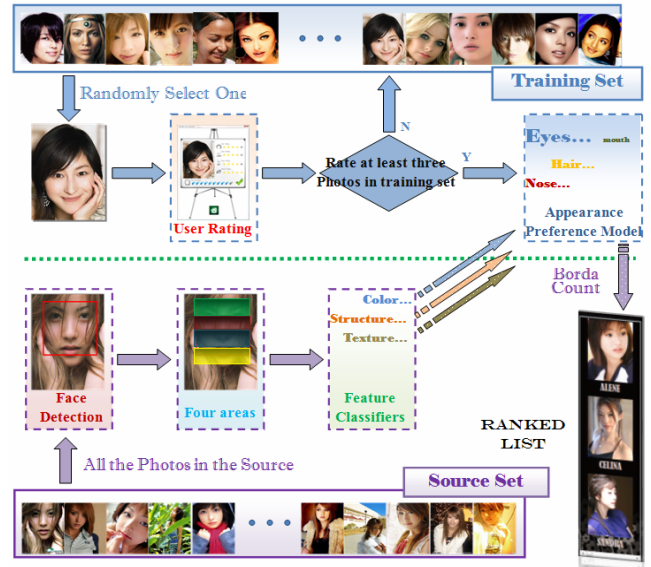 Training Set
Randomly Select One
N
Rate at least three
Photos in training set
Y
User Rating
Eyes... mouth
Hair...
Nose...
Appearance
Preference Model
Borda
Count
Color...
Structure...
Texture...
Face
Detection
Four areas
Feature
Classifiers
RANKED
LIST
ALENE
CELINA
SANDRA
All the Photos in the Source
Source Set